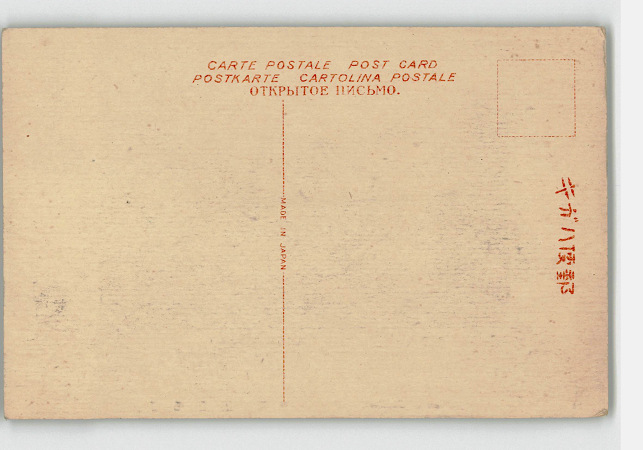 CARTE POSTALE POST CARD
POSTKARTE CARTOLINA POSTALE
ОТКРЫТОЕ ПИСЬМО.
MADE IN JAPAN
郵便ハガキ